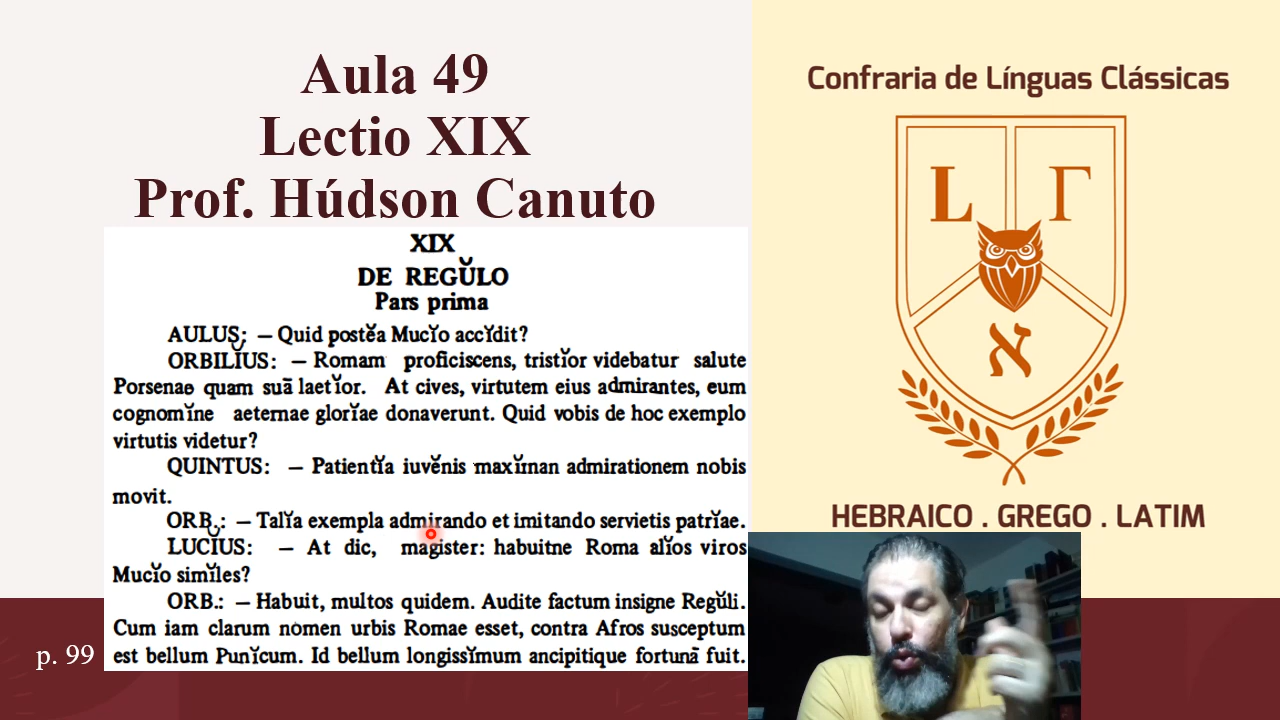 Aula 49
Lectio XIX
Prof. Húdson Canuto
XIX
DE REGŬLO
Pars prima
AULUS: – Quid postĕa Mucĭo accĭdit?
ORBILĬUS: – Romam proficiscens, tristĭor videbatur salute
Porsenae quam suā laetĭor. At cives, virtutem eius admirantes, eum
cognomĭne aeternae glorĭae donaverunt. Quid vobis de hoc exemplo
virtutis videtur?
QUINTUS: – Patientĭa iuvĕnis maxĭman admirationem nobis
movit.
ORB.: – Talĭa exempla admirando et imitando servietis patrĭae.
LUCĬUS: – At dic, magister: habuitne Roma alĭos viros
Mucĭo simĭles?
ORB.: – Habuit, multos quidem. Audite factum insigne Regŭli.
Cum iam clarum nomen urbis Romae esset, contra Afros susceptum
est bellum Punĭcum. Id bellum longissĭmum ancipitique fortunā fuit.
p. 99
Confraria de Línguas Clássicas
L Γ
א
HEBRAICO . GREGO . LATIM